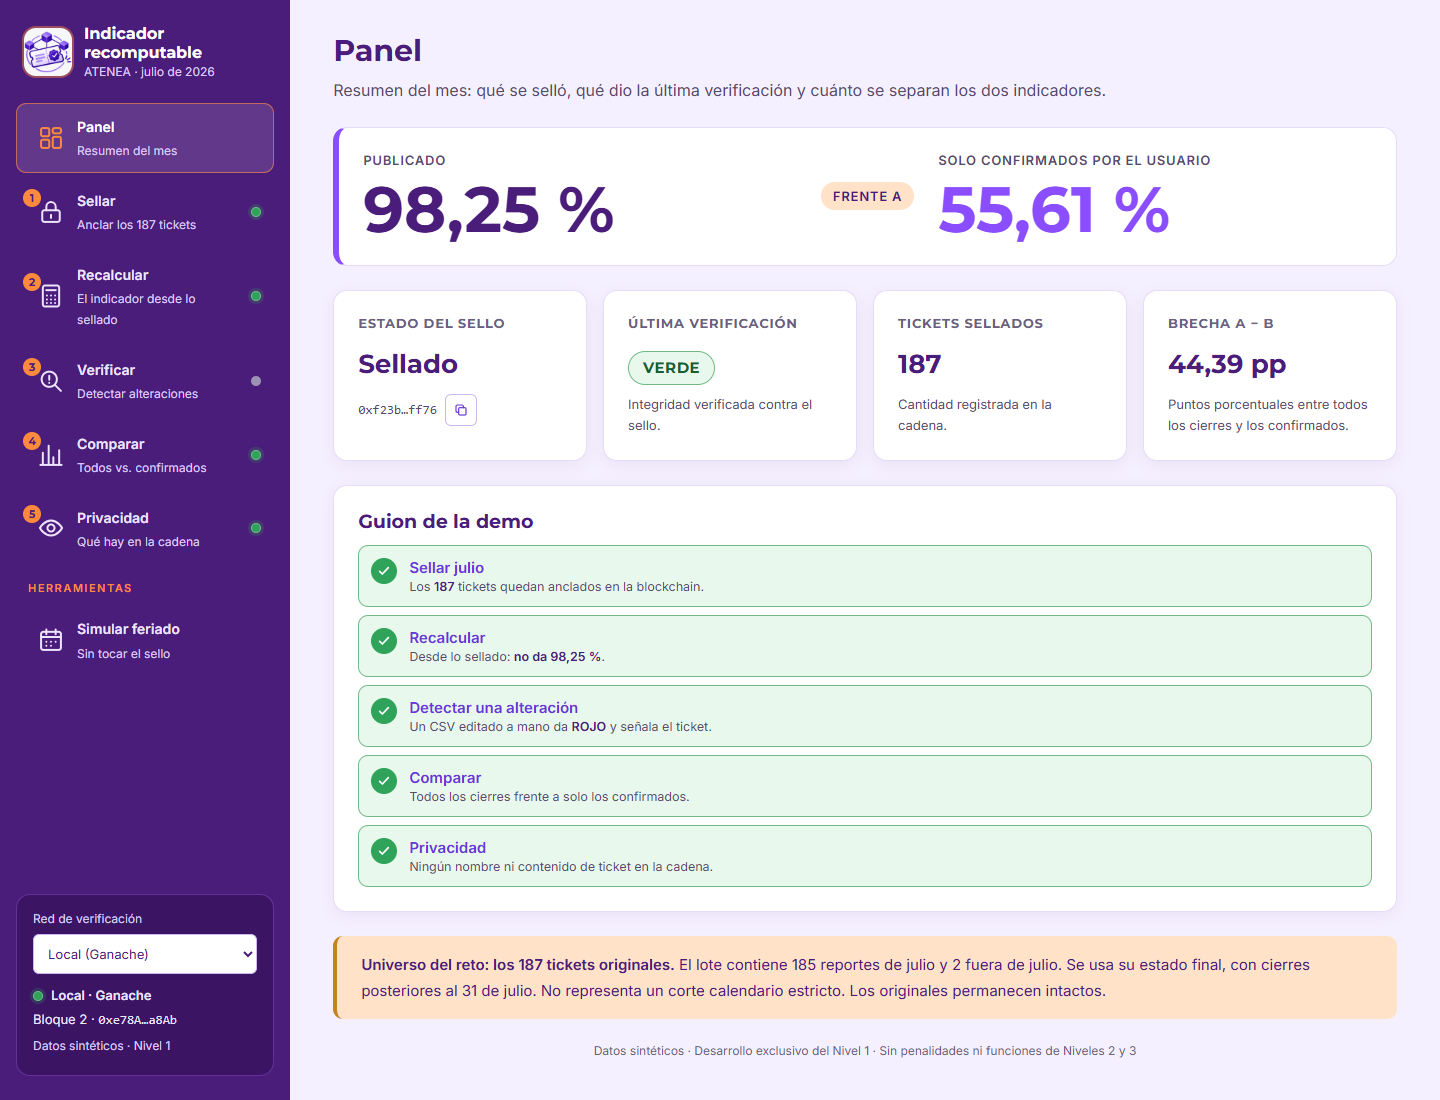 Indicador
recomputable
ATENEA · julio de 2026
Panel
Resumen del mes
1
Sellar
Anclar los 187 tickets
2
Recalcular
El indicador desde lo
sellado
3
Verificar
Detectar alteraciones
4
Comparar
Todos vs. confirmados
5
Privacidad
Qué hay en la cadena
HERRAMIENTAS
Simular feriado
Sin tocar el sello
Red de verificación
Local (Ganache)
Local · Ganache
Bloque 2 · 0xe78A…a8Ab
Datos sintéticos · Nivel 1
Panel
Resumen del mes: qué se selló, qué dio la última verificación y cuánto se separan los dos indicadores.
PUBLICADO
98,25 %
FRENTE A
SOLO CONFIRMADOS POR EL USUARIO
55,61 %
ESTADO DEL SELLO
Sellado
0xf23b…ff76
ÚLTIMA VERIFICACIÓN
VERDE
Integridad verificada contra el
sello.
TICKETS SELLADOS
187
Cantidad registrada en la
cadena.
BRECHA A – B
44,39 pp
Puntos porcentuales entre todos
los cierres y los confirmados.
Guion de la demo
Sellar julio
Los 187 tickets quedan anclados en la blockchain.
Recalcular
Desde lo sellado: no da 98,25 %.
Detectar una alteración
Un CSV editado a mano da ROJO y señala el ticket.
Comparar
Todos los cierres frente a solo los confirmados.
Privacidad
Ningún nombre ni contenido de ticket en la cadena.
Universo del reto: los 187 tickets originales. El lote contiene 185 reportes de julio y 2 fuera de julio. Se usa su estado final, con cierres
posteriores al 31 de julio. No representa un corte calendario estricto. Los originales permanecen intactos.
Datos sintéticos · Desarrollo exclusivo del Nivel 1 · Sin penalidades ni funciones de Niveles 2 y 3